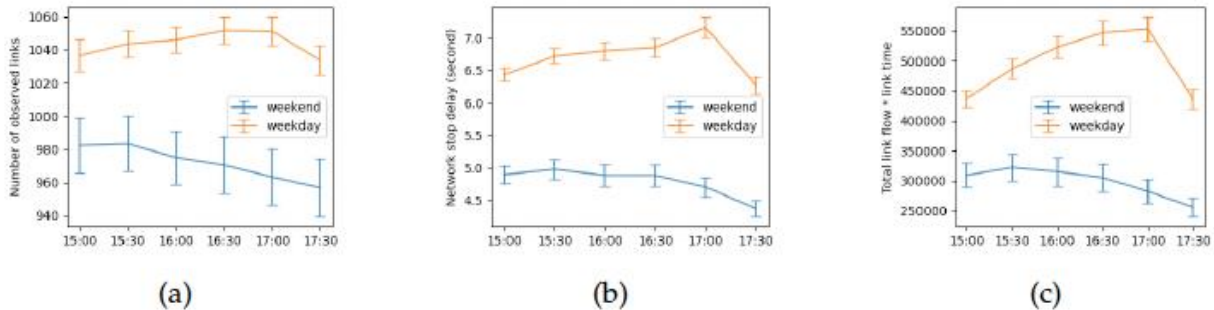 Number of observed links
1060
1040
1020
1000
980
960
940
weekend
weekday
15:00 15:30 16:00 16:30 17:00 17:30
(a)
Network stop delay (second)
7.0
6.5
6.0
5.5
5.0
4.5
weekend
weekday
15:00 15:30 16:00 16:30 17:00 17:30
(b)
Total link flow * link time
550000
500000
450000
400000
350000
300000
250000
weekend
weekday
15:00 15:30 16:00 16:30 17:00 17:30
(c)